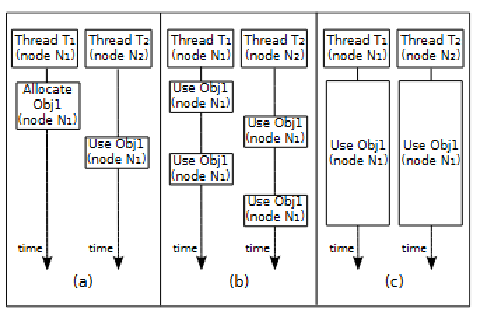 Thread T₁
(node N₁)
Thread T₂
(node N₂)
Allocate
Obj1
(node N₁)
Use Obj1
(node N₁)
time
time
(a)
Thread T₁
(node N₁)
Thread T₂
(node N₂)
Use Obj1
(node N₁)
Use Obj1
(node N₁)
Use Obj1
(node N₁)
Use Obj1
(node N₁)
time
time
(b)
Thread T₁
(node N₁)
Thread T₂
(node N₂)
Use Obj1
(node N₁)
Use Obj1
(node N₁)
time
time
(c)